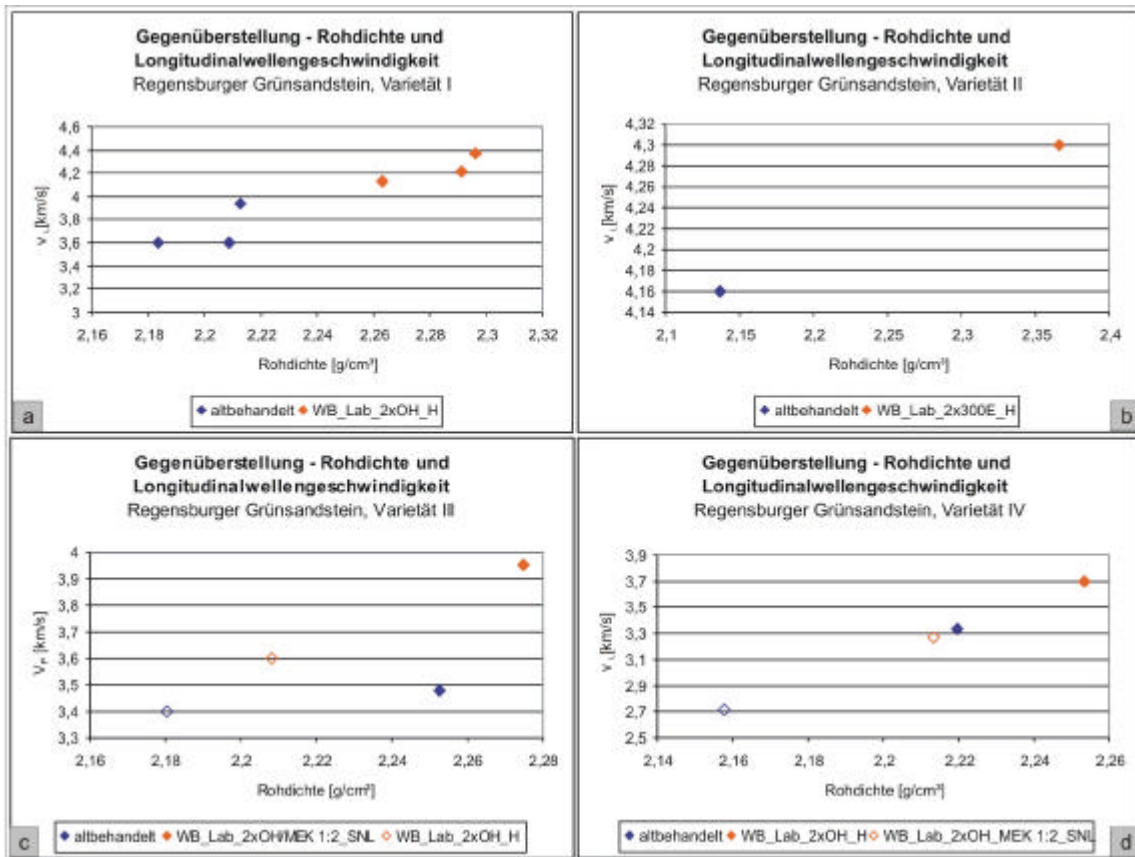 Gegenüberstellung - Rohdichte und
Longitudinalwellengeschwindigkeit
Regensburger Grünsandstein, Varietät I
4,6
4,4
4,2
4
3,8
3,6
3,4
3,2
3
v L [km/s]
2,16 2,18 2,2 2,22 2,24 2,26 2,28 2,3 2,32
Rohdichte [g/cm³]
altbehandelt WB_Lab_2xOH_H
a
Gegenüberstellung - Rohdichte und
Longitudinalwellengeschwindigkeit
Regensburger Grünsandstein, Varietät II
4,32
4,3
4,28
4,26
4,24
4,22
4,2
4,18
4,16
4,14
v L [km/s]
2,1 2,15 2,2 2,25 2,3 2,35 2,4
Rohdichte [g/cm³]
altbehandelt WB_Lab_2x300E_H
b
Gegenüberstellung - Rohdichte und
Longitudinalwellengeschwindigkeit
Regensburger Grünsandstein, Varietät III
4
3,9
3,8
3,7
3,6
3,5
3,4
3,3
V P [km/s]
2,16 2,18 2,2 2,22 2,24 2,26 2,28
Rohdichte [g/cm³]
altbehandelt WB_Lab_2xOH/MEK 1:2_SNL WB_Lab_2xOH_H
c
Gegenüberstellung - Rohdichte und
Longitudinalwellengeschwindigkeit
Regensburger Grünsandstein, Varietät IV
3,9
3,7
3,5
3,3
3,1
2,9
2,7
2,5
v L [km/s]
2,14 2,16 2,18 2,2 2,22 2,24 2,26
Rohdichte [g/cm³]
altbehandelt WB_Lab_2xOH_H WB_Lab_2xOH_MEK 1:2_SNL
d